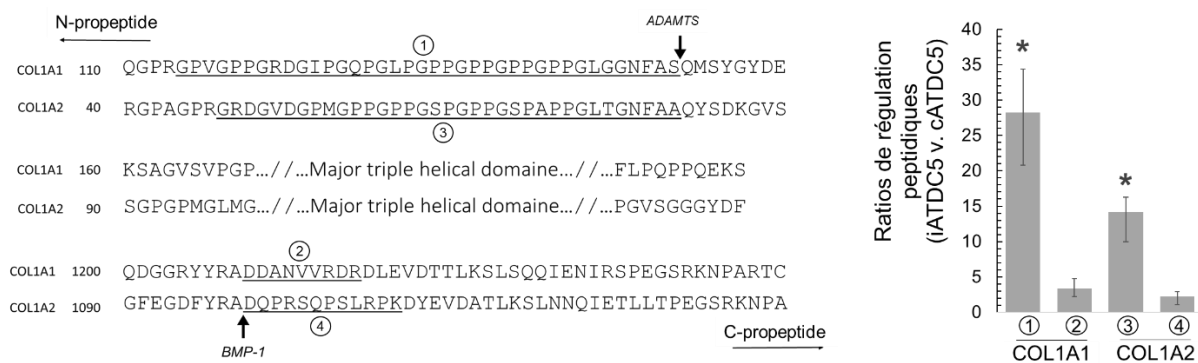 N-propeptide
ADAMTS
①
COL1A1 110 QGPRGPVGPPGRDGIPGQPGLPGPPGPPGPPGPPGLGGNFASQMSYGYDE
COL1A2 40 RGPAGPRGRDGVDGPMGPPGPPGSPGPPGSPAPPGLTGNFAAQYSDKGVS
③
COL1A1 160 KSAGVSVPGP...//...Major triple helical domaine...//...FLPQPPQEKS
COL1A2 90 SGPGPMGLMG...//...Major triple helical domaine...//...PGVSGGGYDF
②
COL1A1 1200 QDGGRYYRADDANVVRDRDLEVDTTLKSLSQQIENIRSPEGSRKNPARTC
COL1A2 1090 GFEGDFYRADQPRSQPSLRPKDYEVDATLKSLNNQIETLLTPEGSRKNPA
④
BMP-1
C-propeptide
Ratios de régulation
peptidiques
(iATDC5 v. cATDC5)
40
35
30
25
20
15
10
5
0
*
*
① ② ③ ④
COL1A1 COL1A2